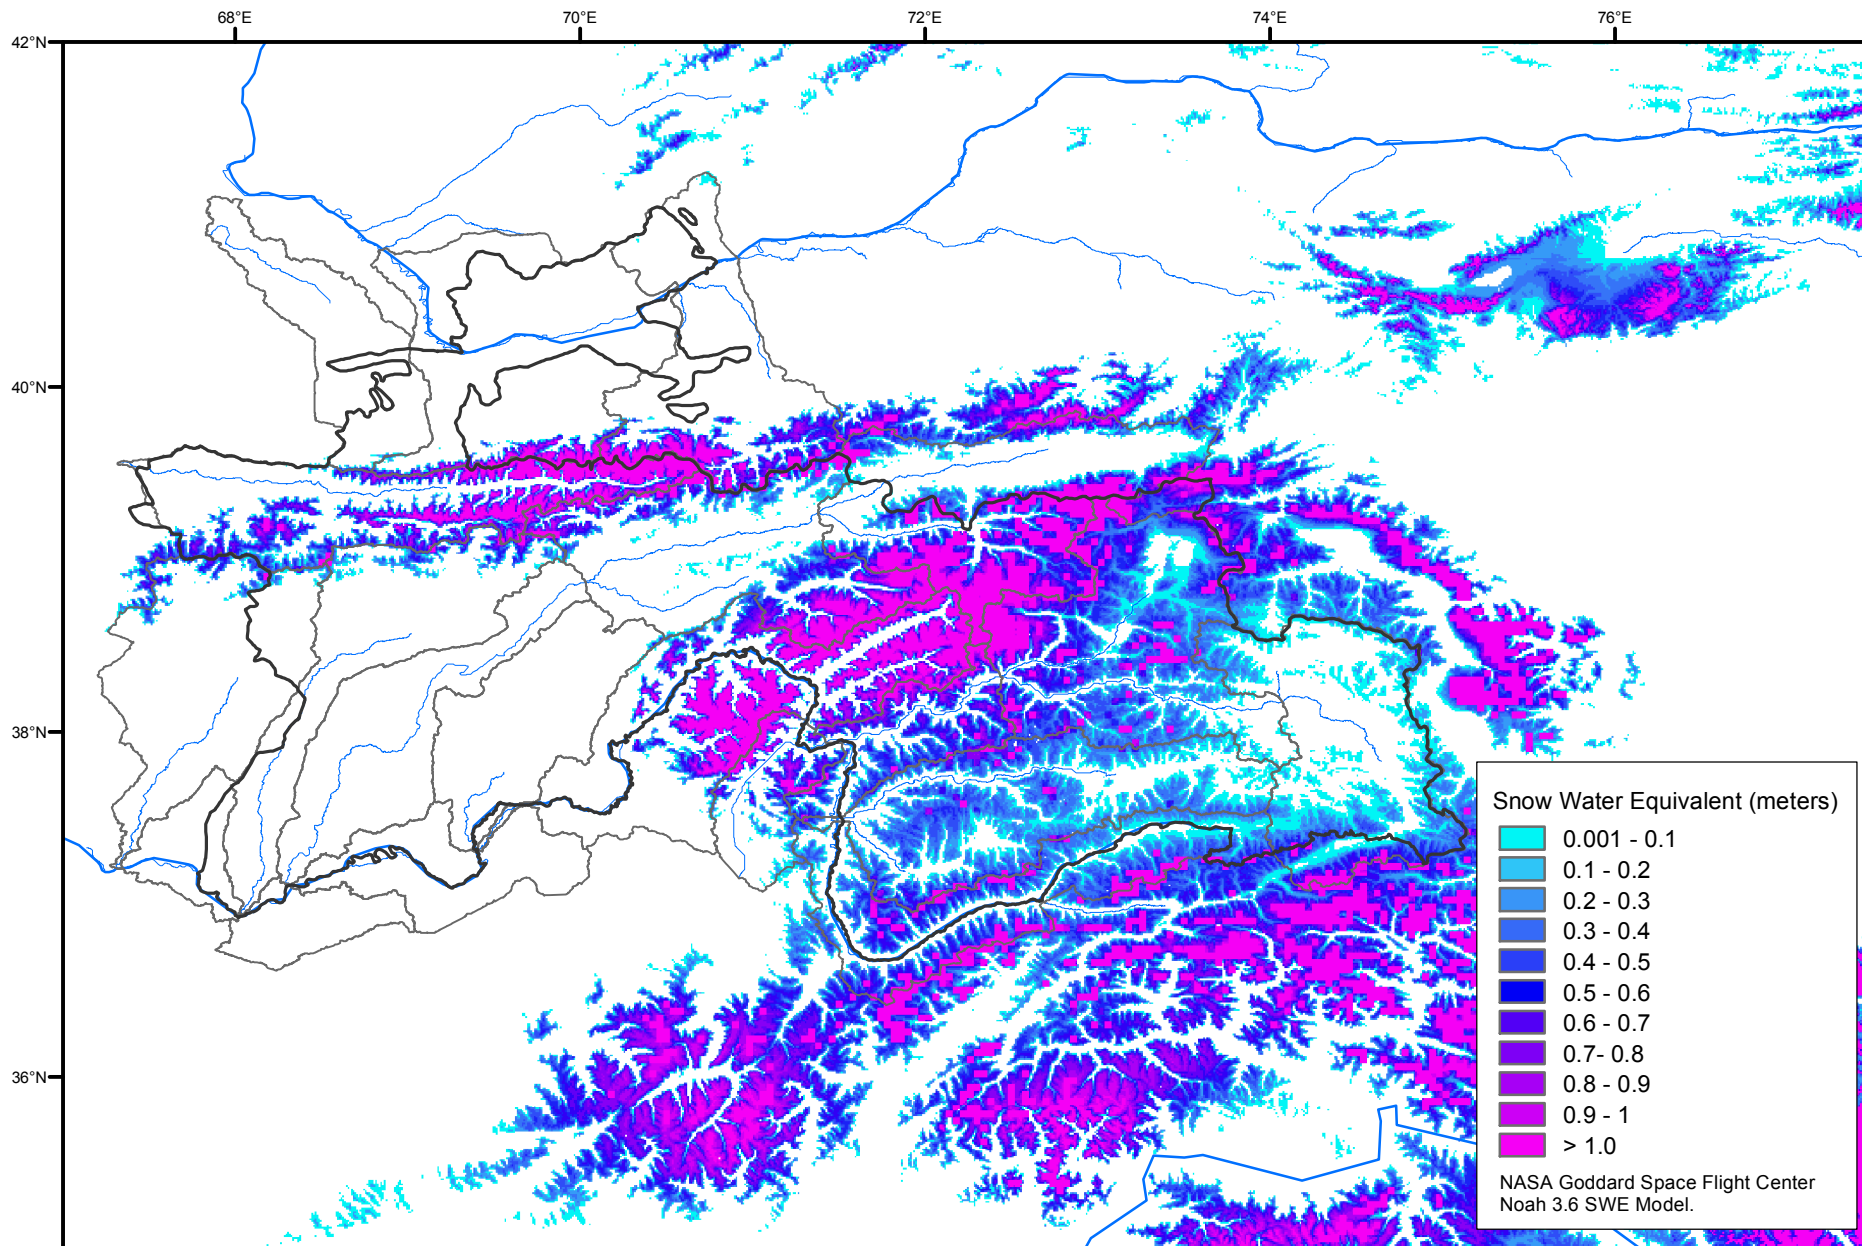 68°E
70°E
72°E
74°E
76°E
42°N
40°N
38°N
36°N
Snow Water Equivalent (meters)
0.001 - 0.1
0.1 - 0.2
0.2 - 0.3
0.3 - 0.4
0.4 - 0.5
0.5 - 0.6
0.6 - 0.7
0.7- 0.8
0.8 - 0.9
0.9 - 1
> 1.0
NASA Goddard Space Flight Center
Noah 3.6 SWE Model.